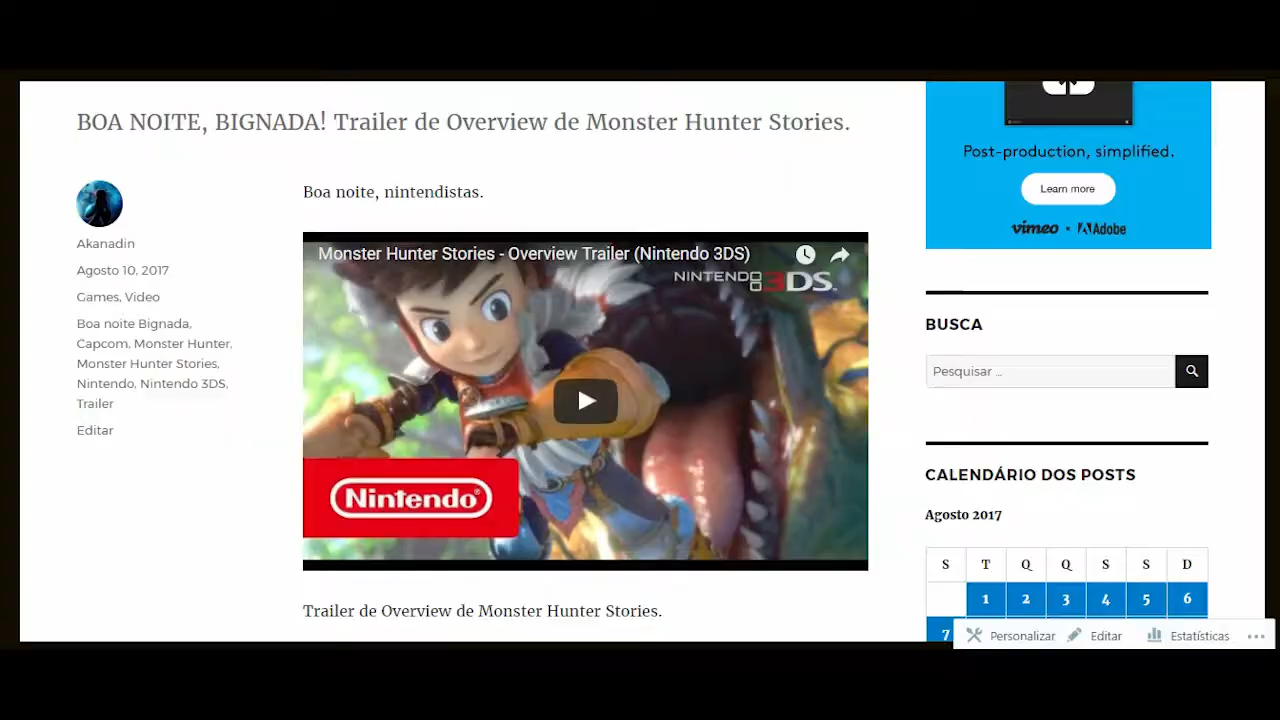 BOA NOITE, BIGNADA! Trailer de Overview de Monster Hunter Stories.
Akanadin
Agosto 10, 2017
Games, Video
Boa noite Bignada,
Capcom, Monster Hunter,
Monster Hunter Stories,
Nintendo, Nintendo 3DS,
Trailer
Editar
Boa noite, nintendistas.
Monster Hunter Stories - Overview Trailer (Nintendo 3DS)
NINTENDO 3DS
Nintendo®
Trailer de Overview de Monster Hunter Stories.
Post-production, simplified.
Learn more
vimeo × Adobe
BUSCA
Pesquisar …
CALENDÁRIO DOS POSTS
Agosto 2017
S T Q Q S S D
1 2 3 4 5 6
7
Personalizar Editar Estatísticas